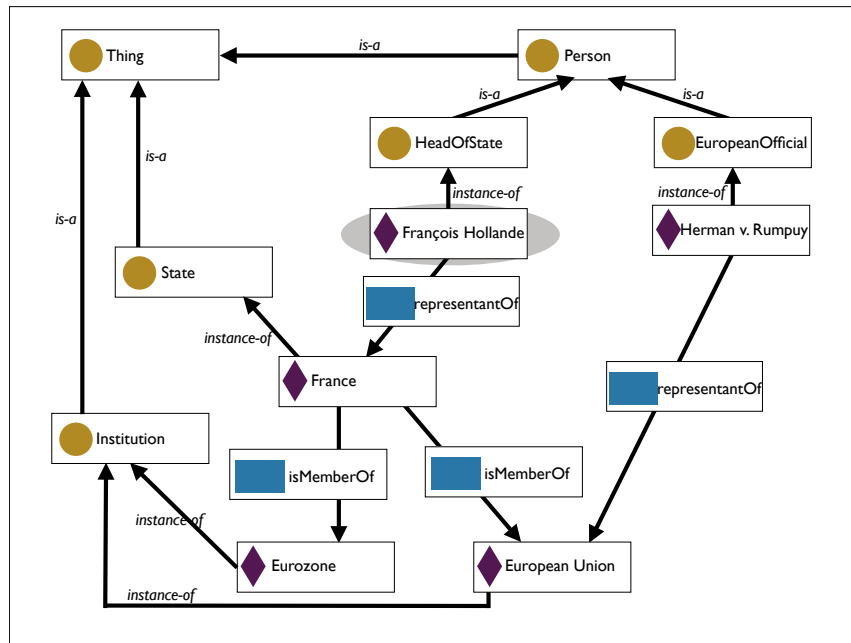 is-a
Thing
Person
is-a
is-a
HeadOfState
EuropeanOfficial
is-a
instance-of
instance-of
is-a
François Hollande
Herman v. Rumpuy
State
representantOf
instance-of
France
representantOf
Institution
isMemberOf
isMemberOf
instance-of
Eurozone
European Union
instance-of